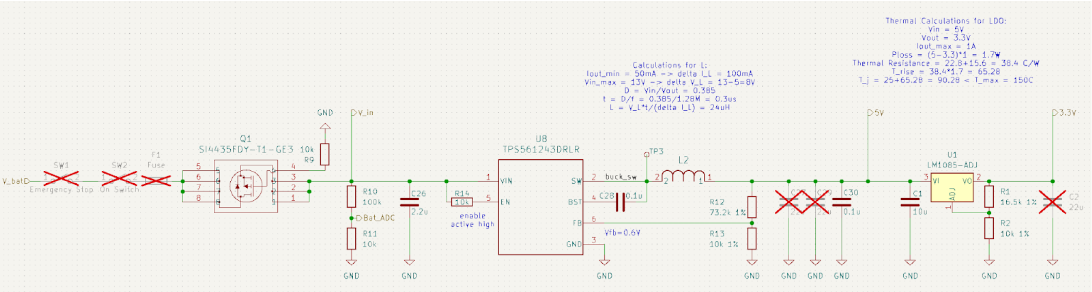 Thermal Calculations for LDO:
Vin = 5V
Vout = 3.3V
Iout_max = 1A
Ploss = (5-3.3)*1 = 1.7W
Thermal Resistance = 22.8+15.6 = 38.4 C/W
T_rise = 38.4*1.7 = 65.28
T_j = 25+65.28 = 90.28 < T_max = 150C
Calculations for L:
Iout_min = 50mA -> delta I_L = 100mA
Vin_max = 13V -> delta V_L = 13-5=8V
D = Vin/Vout = 0.385
t = D/f = 0.385/1.28M = 0.3us
L = V_L*t/(delta I_L) = 24uH
GND
V_in
5V
3.3V
Q1
SI4435FDY-T1-GE3
10k
R9
U8
TPS561243DRLR
TP3
L2
U1
LM1085-ADJ
V_bat
SW1
Emergency Stop
SW2
On Switch
F1
Fuse
5
6
7
8
4
3
2
1
R10
100k
Bat_ADC
R11
10k
C26
2.2u
R14
10k
enable
active high
1
VIN
5
EN
SW
2
BST
4
FB
6
GND
3
buck_sw
C28
0.1u
2
1
Vfb=0.6V
R12
73.2k 1%
R13
10k 1%
C30
0.1u
C1
10u
3
VI
VO
2
ADJ
1
R1
16.5k 1%
R2
10k 1%
22u
GND
GND
GND
GND
GND
GND
GND
GND
GND
GND